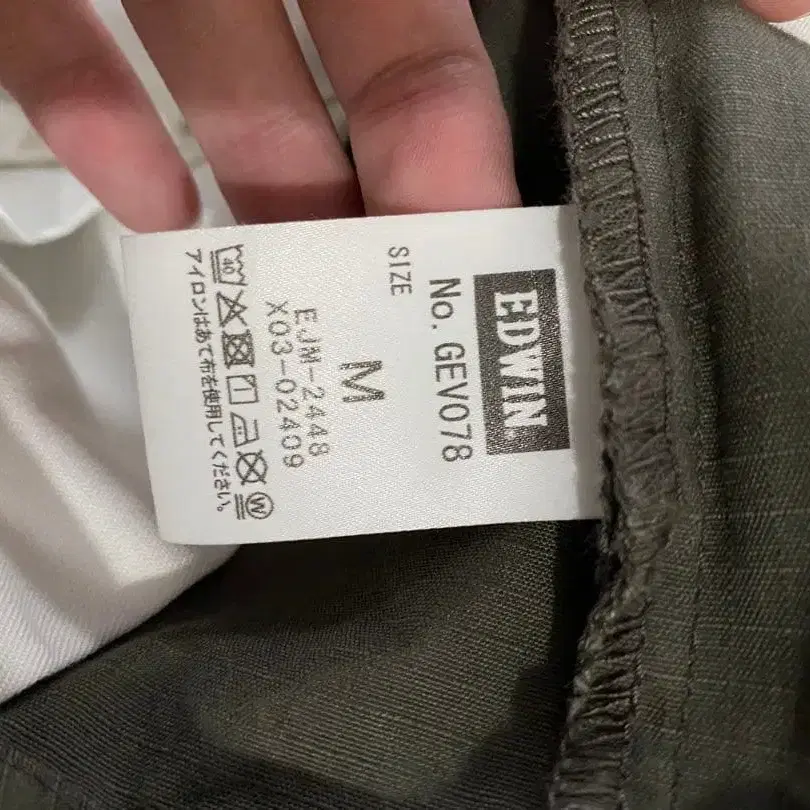 EDWIN
No. GEV078
SIZE
M
EJM-2448
X03-02409
40
W
アイロンはあて布を使用してください。